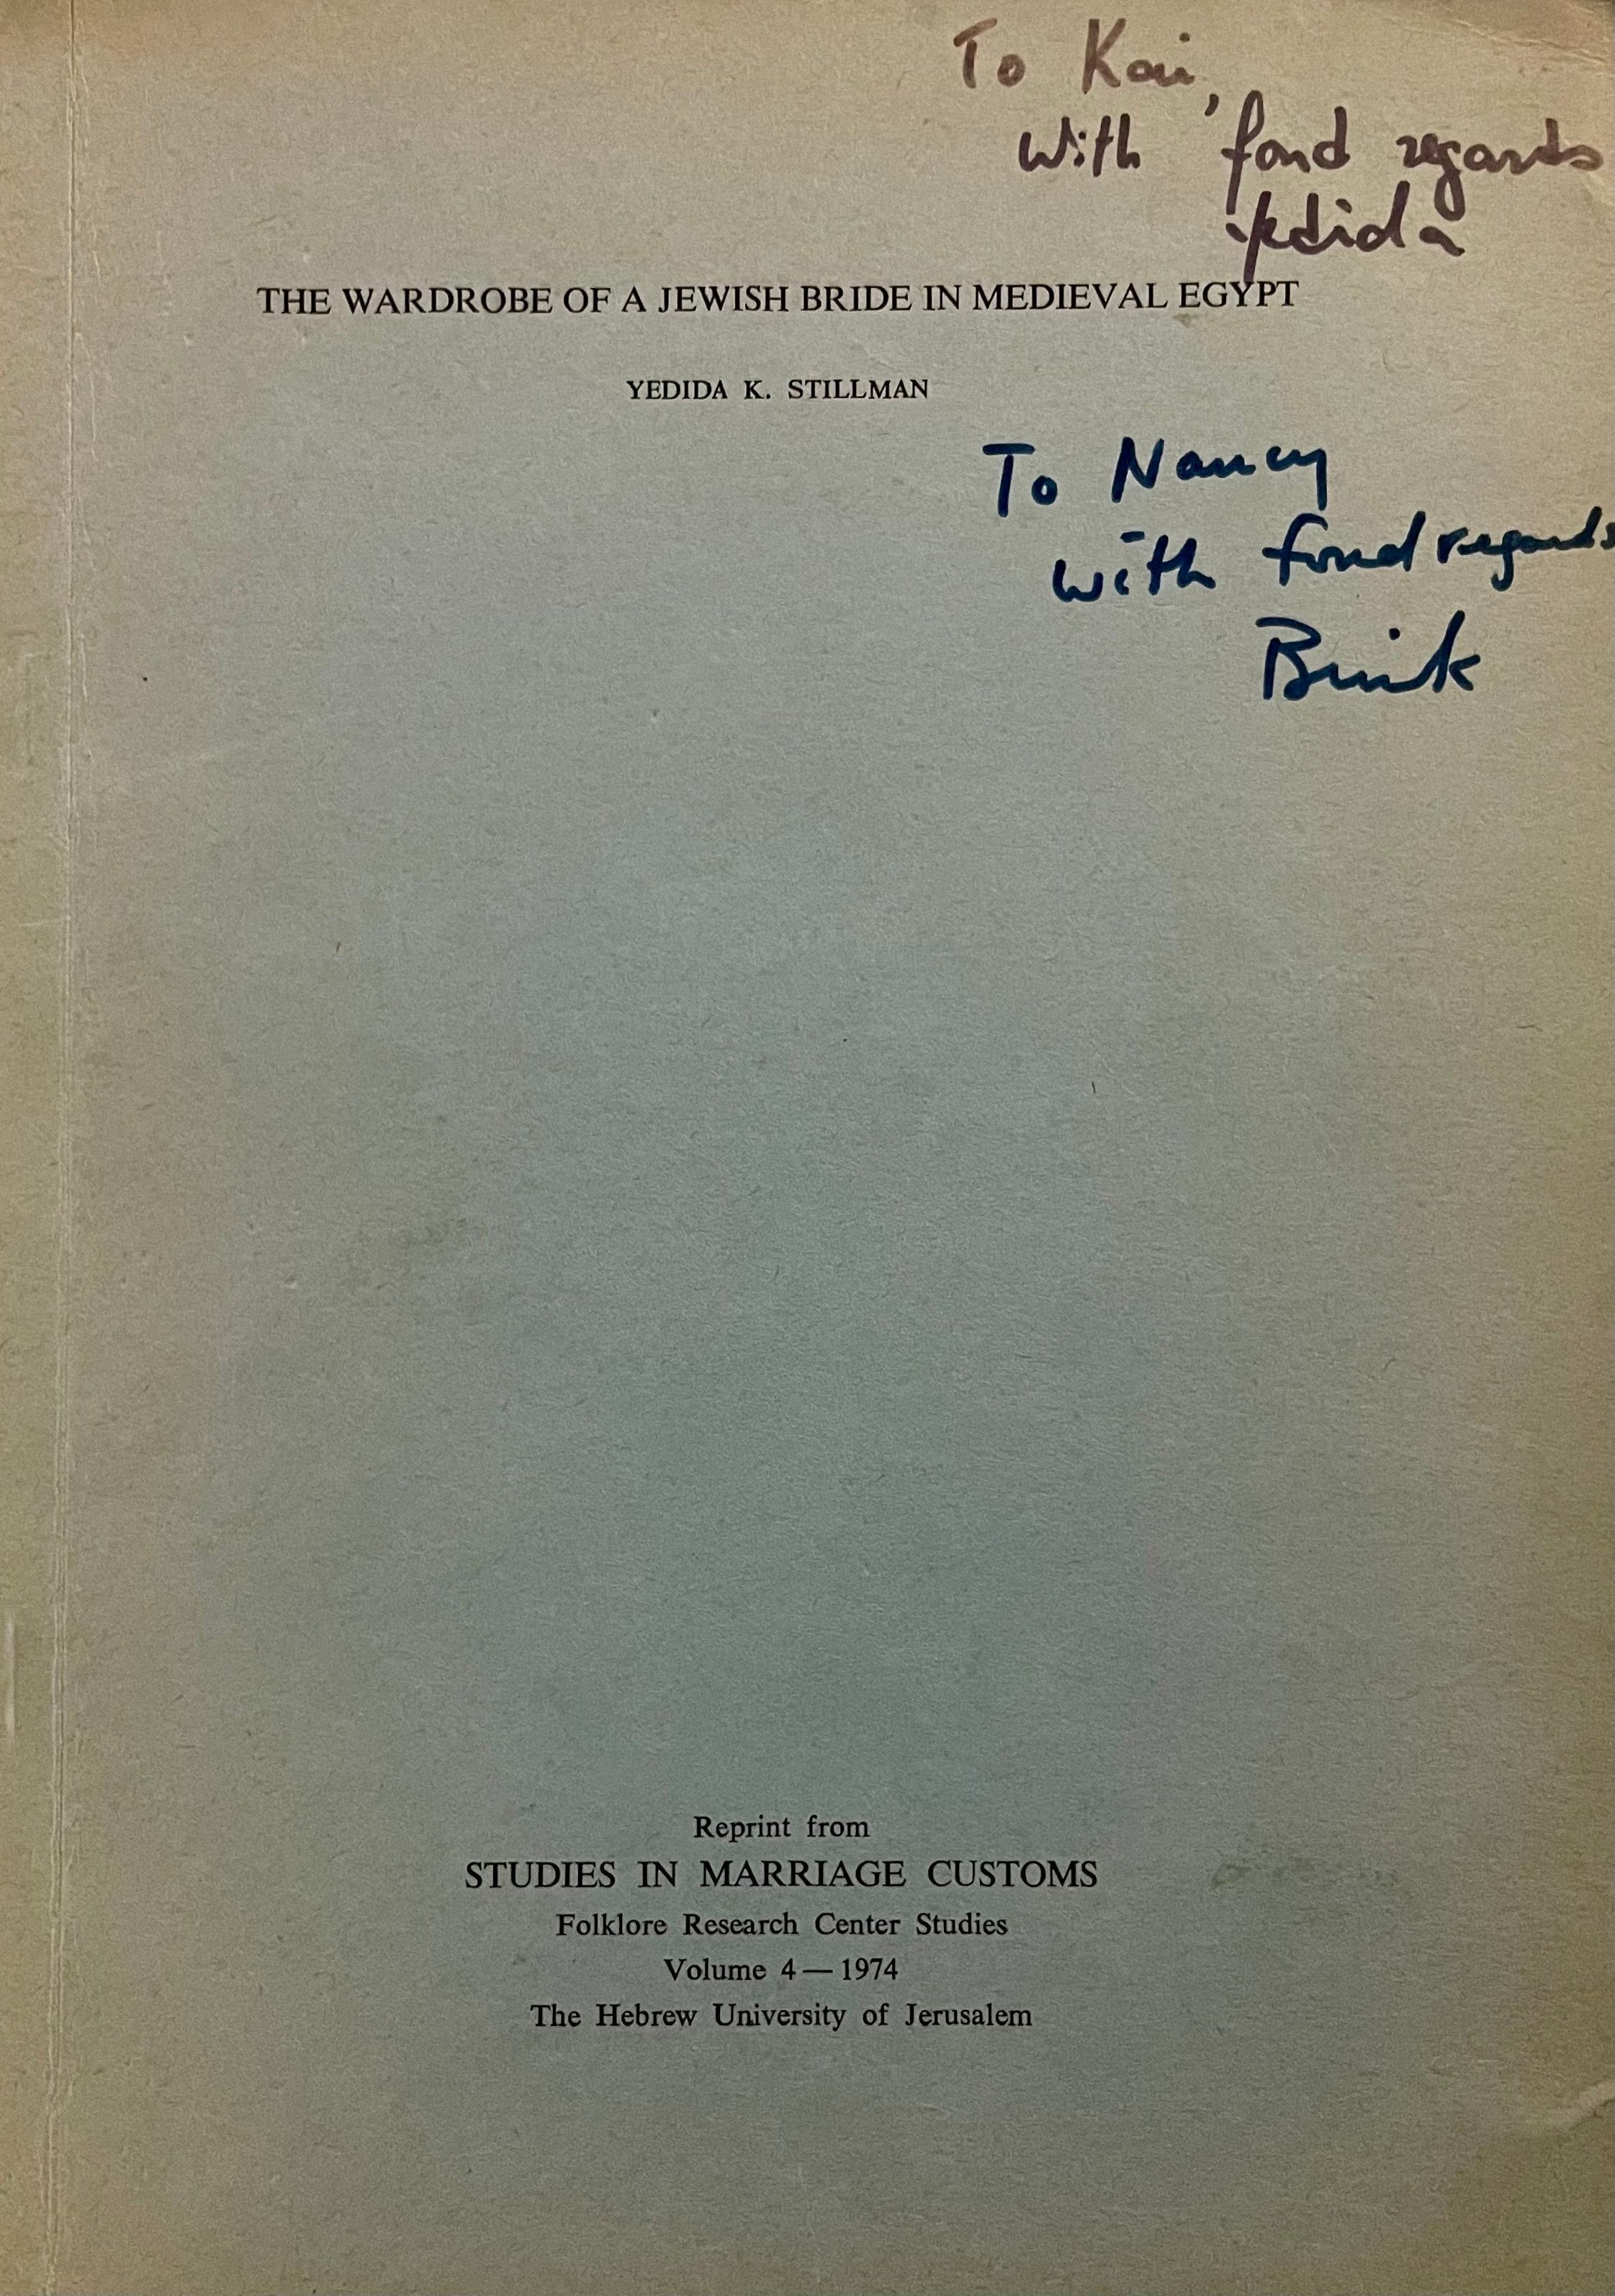 To Kai,
with fond regards
Yedida
THE WARDROBE OF A JEWISH BRIDE IN MEDIEVAL EGYPT
YEDIDA K. STILLMAN
To Nancy
with fond regards
Reprint from
STUDIES IN MARRIAGE CUSTOMS
Folklore Research Center Studies
Volume 4 — 1974
The Hebrew University of Jerusalem